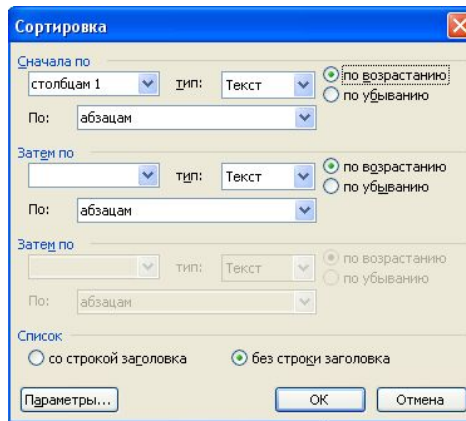 Сортировка
Сначала по
столбцам 1 тип: Текст по возрастанию
по убыванию
По: абзацам
Затем по
тип: Текст по возрастанию
по убыванию
По: абзацам
Затем по
тип: Текст по возрастанию
по убыванию
По: абзацам
Список
со строкой заголовка без строки заголовка
Параметры... ОК Отмена